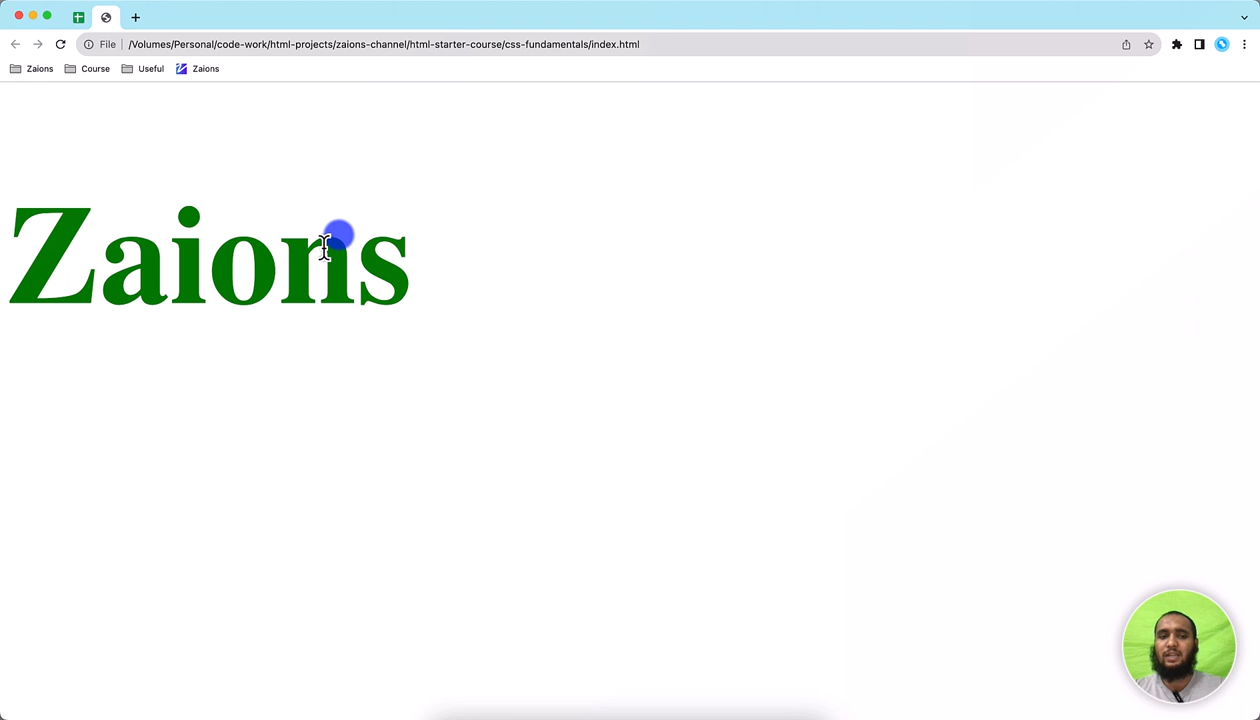 File
/Volumes/Personal/code-work/html-projects/zaions-channel/html-starter-course/css-fundamentals/index.html
Zaions Course Useful Zaions
Zaions